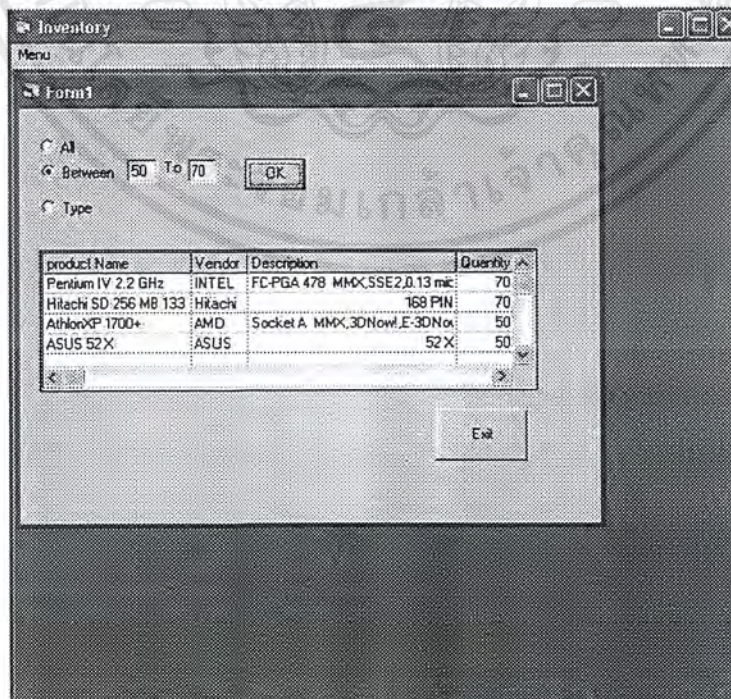 Inventory
Menu
Form1
All
Between 50 To 70 OK
Type
product Name Vendor Description Quantity
Pentium IV 2.2 GHz INTEL FC-PGA 478 MMX,SSE2,0.13 mic 70
Hitachi SD 256 MB 133 Hitachi 168 PIN 70
AthlonXP 1700+ AMD Socket A MMX,3DNow!,E-3DNow 50
ASUS 52X ASUS 52X 50
Exit